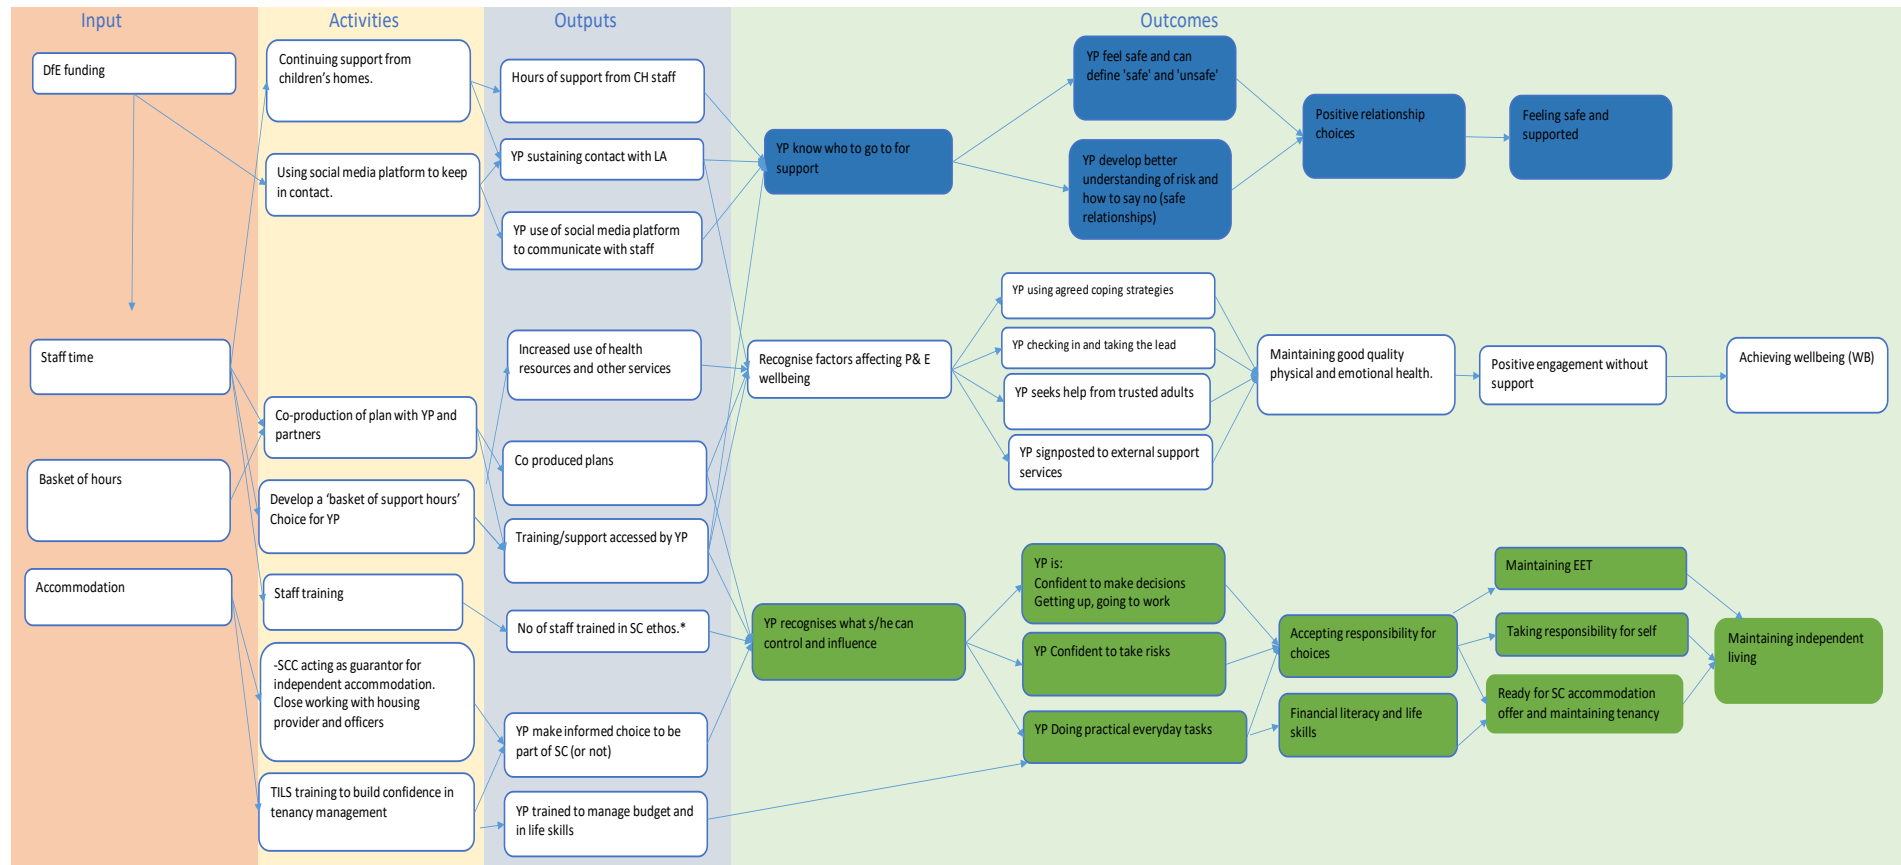 Input
Activities
Outputs
Outcomes
DfE funding
Staff time
Basket of hours
Accommodation
Continuing support from
children’s homes.
Using social media platform to keep
in contact.
Co-production of plan with YP and
partners
Develop a ‘basket of support hours’
Choice for YP
Staff training
-SCC acting as guarantor for
independent accommodation.
Close working with housing
provider and officers
TILS training to build confidence in
tenancy management
Hours of support from CH staff
YP sustaining contact with LA
YP use of social media platform
to communicate with staff
Increased use of health
resources and other services
Co produced plans
Training/support accessed by YP
No of staff trained in SC ethos.*
YP make informed choice to be
part of SC (or not)
YP trained to manage budget and
in life skills
YP know who to go to for
support
YP feel safe and can
define 'safe' and 'unsafe'
YP develop better
understanding of risk and
how to say no (safe
relationships)
Positive relationship
choices
Feeling safe and
supported
Recognise factors affecting P& E
wellbeing
YP using agreed coping strategies
YP checking in and taking the lead
YP seeks help from trusted adults
YP signposted to external support
services
Maintaining good quality
physical and emotional health.
Positive engagement without
support
Achieving wellbeing (WB)
YP recognises what s/he can
control and influence
YP is:
Confident to make decisions
Getting up, going to work
YP Confident to take risks
YP Doing practical everyday tasks
Accepting responsibility for
choices
Financial literacy and life
skills
Maintaining EET
Taking responsibility for self
Ready for SC accommodation
offer and maintaining tenancy
Maintaining independent
living